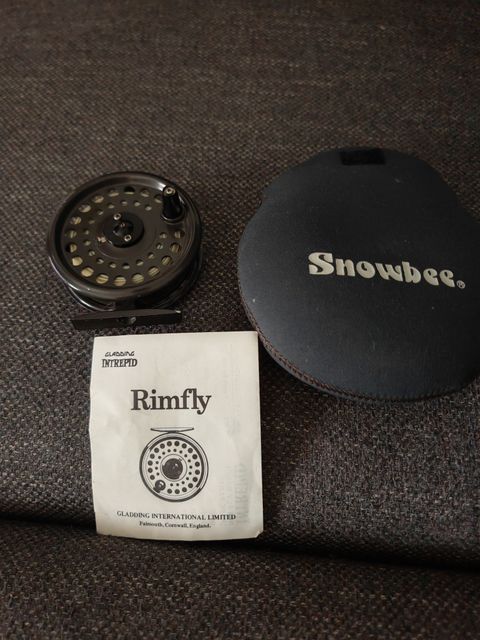 Snowbee®
GLADDING
INTREPID
Rimfly
GLADDING INTERNATIONAL LIMITED
Falmouth, Cornwall, England.